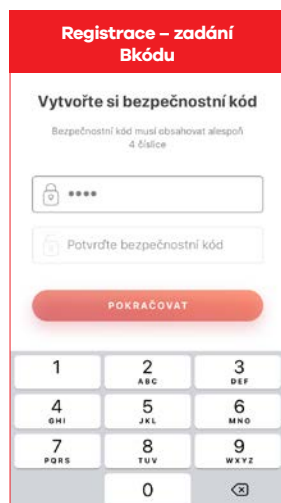 Registrace – zadání
Bkódu
Vytvořte si bezpečnostní kód
Bezpečnostní kód musí obsahovat alespoň
4 číslice
••••
Potvrďte bezpečnostní kód
POKRAČOVAT
1 2 3
ABC DEF
4 5 6
GHI JKL MNO
7 8 9
PQRS TUV WXYZ
0